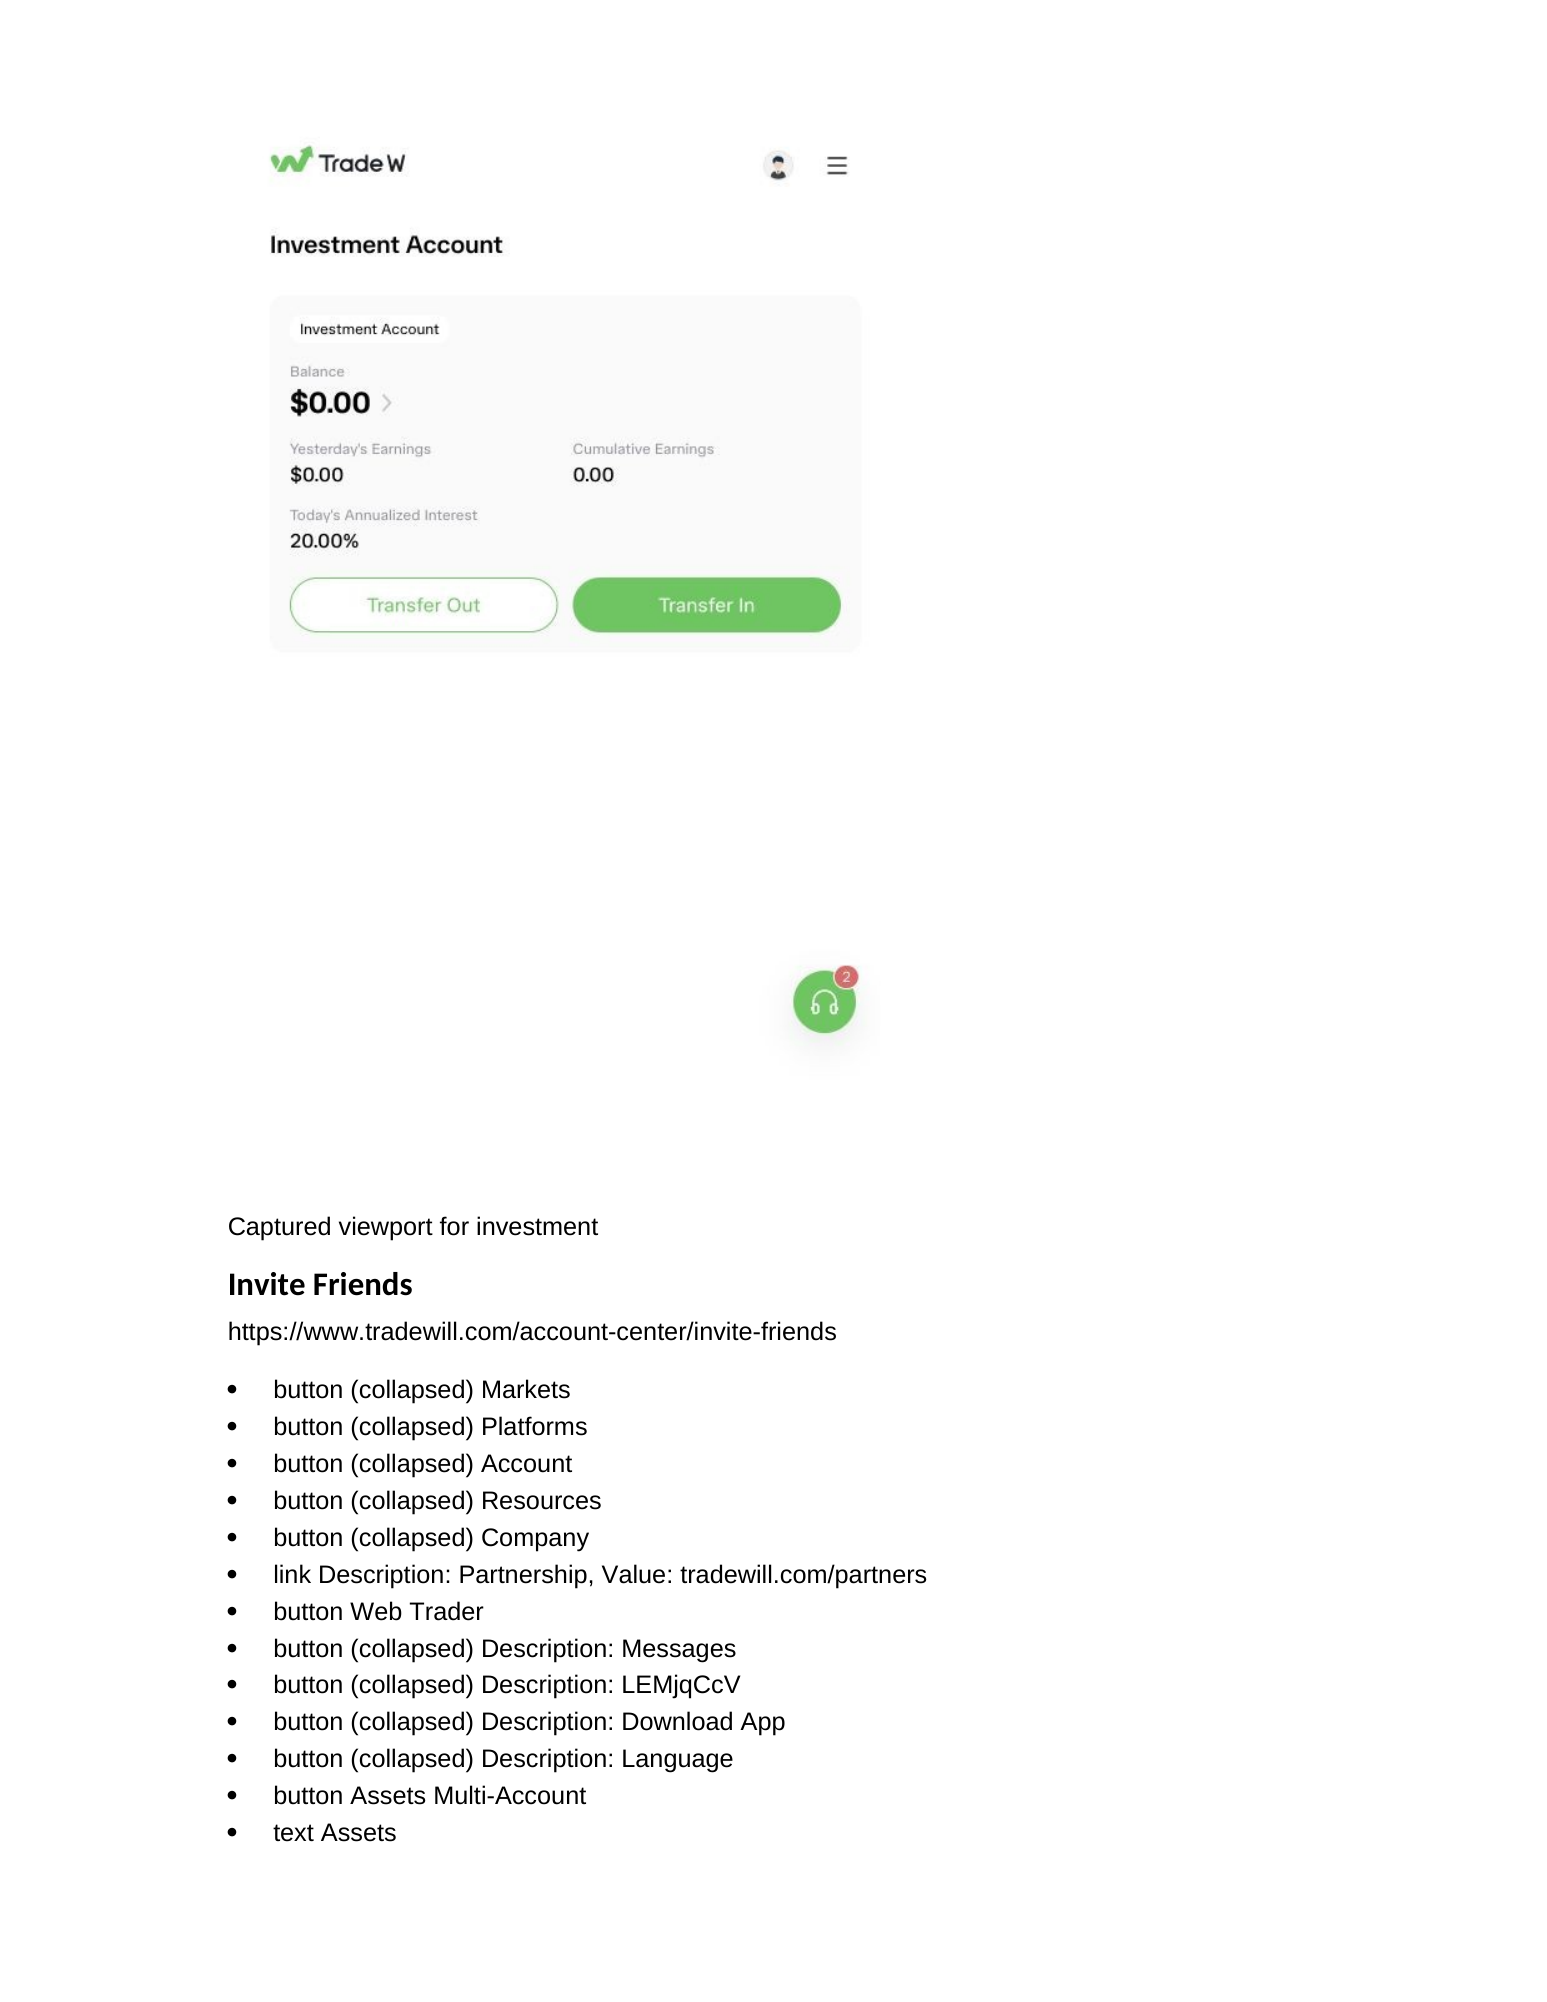 Trade W
Investment Account
Investment Account
Balance
$0.00
Yesterday's Earnings Cumulative Earnings
$0.00 0.00
Today's Annualized Interest
20.00%
Transfer Out Transfer In
2
Captured viewport for investment
Invite Friends
https://www.tradewill.com/account-center/invite-friends
• button (collapsed) Markets
• button (collapsed) Platforms
• button (collapsed) Account
• button (collapsed) Resources
• button (collapsed) Company
• link Description: Partnership, Value: tradewill.com/partners
• button Web Trader
• button (collapsed) Description: Messages
• button (collapsed) Description: LEMjqCcV
• button (collapsed) Description: Download App
• button (collapsed) Description: Language
• button Assets Multi-Account
• text Assets